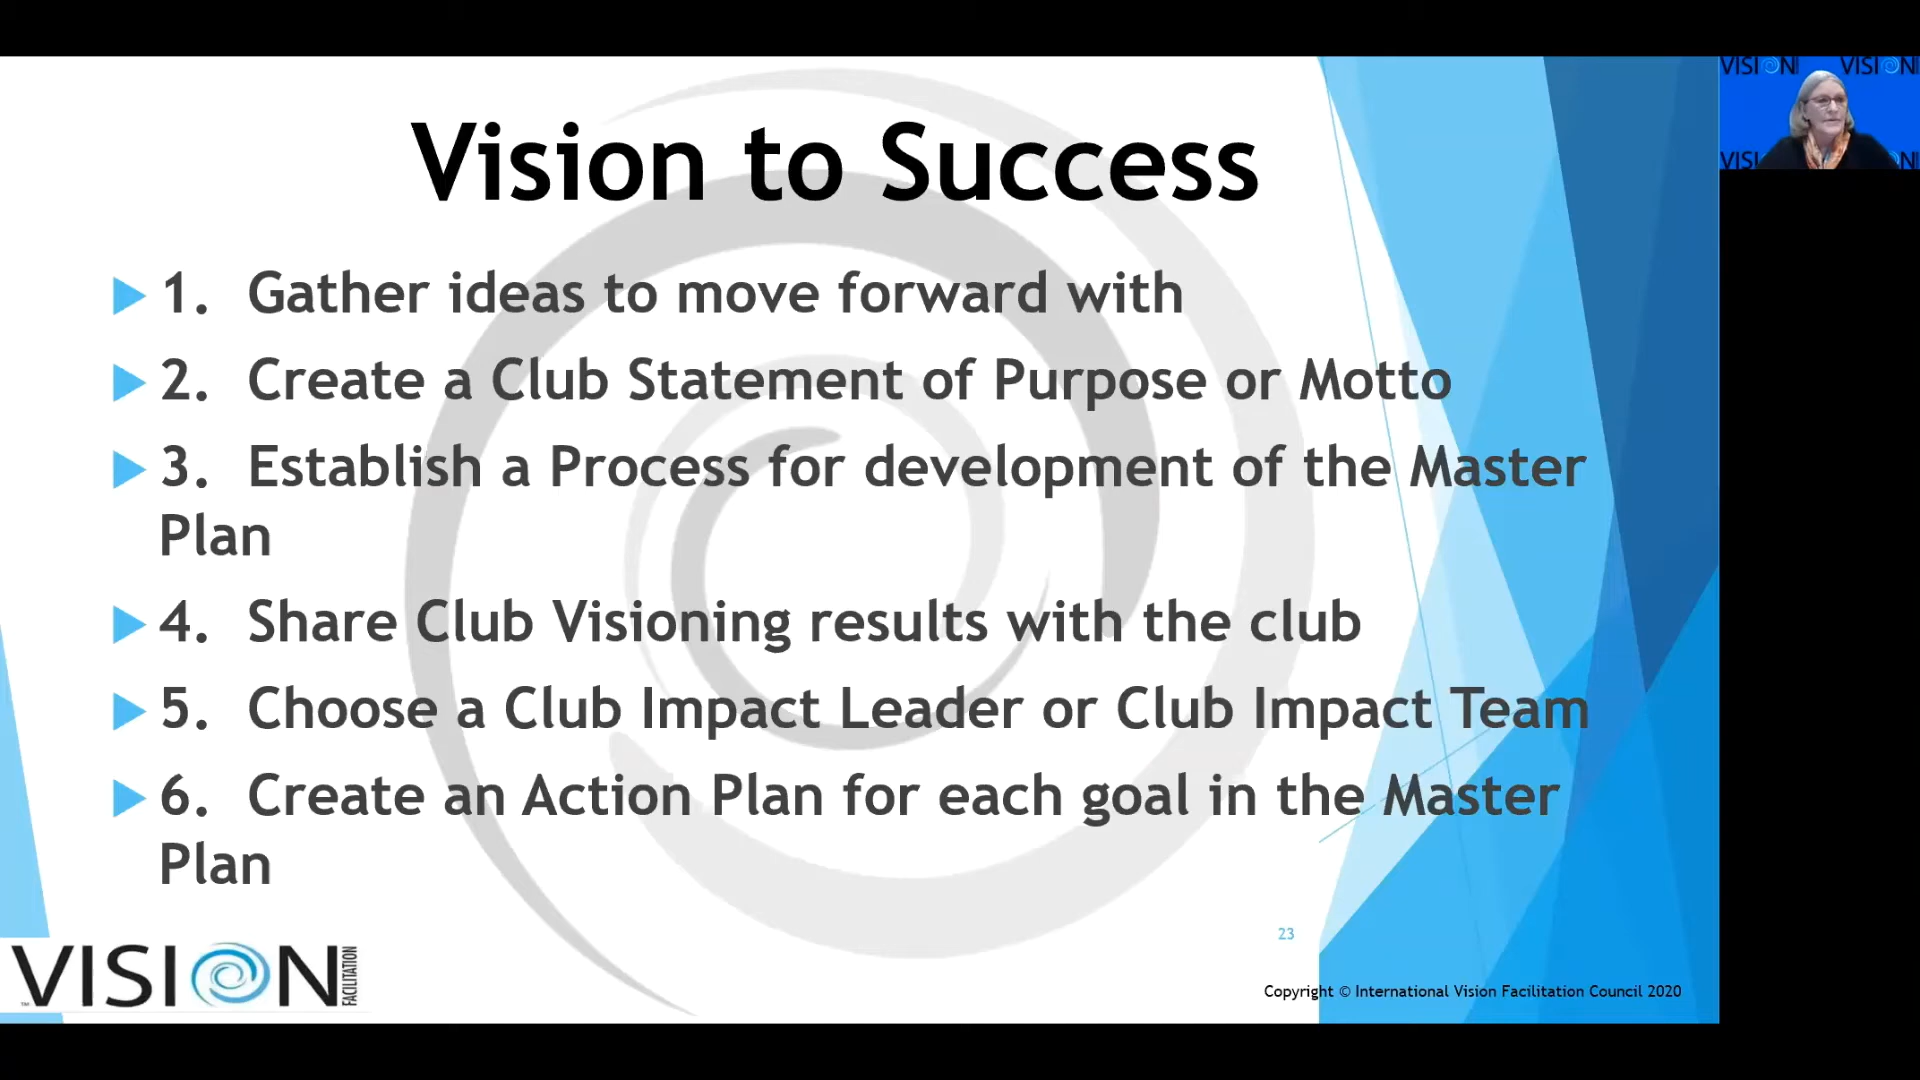 Vision to Success
1. Gather ideas to move forward with
2. Create a Club Statement of Purpose or Motto
3. Establish a Process for development of the Master
Plan
4. Share Club Visioning results with the club
5. Choose a Club Impact Leader or Club Impact Team
6. Create an Action Plan for each goal in the Master
Plan
23
Copyright © International Vision Facilitation Council 2020
VISION FACILITATION
VISION VISION